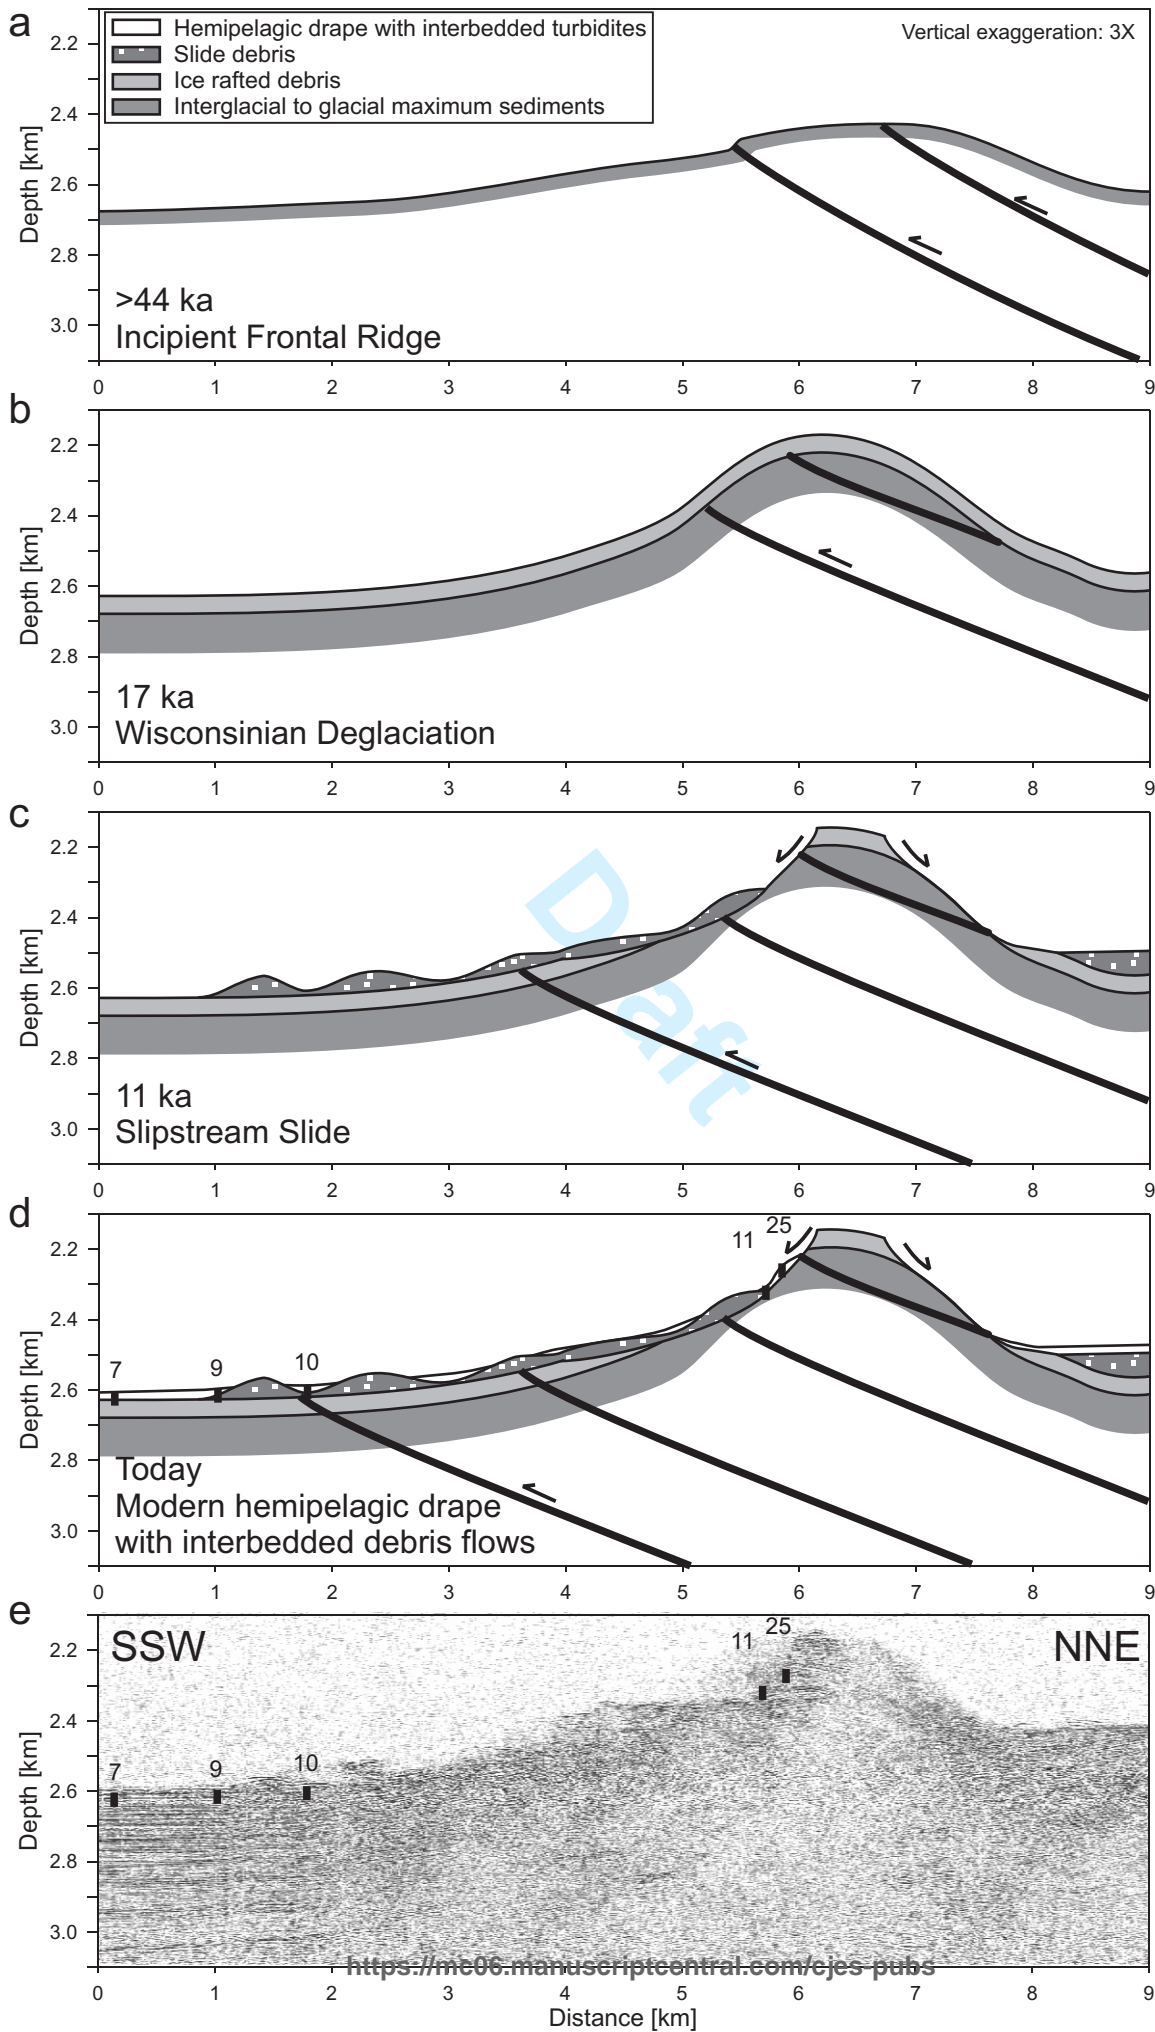 a
Hemipelagic drape with interbedded turbidites
Slide debris
Ice rafted debris
Interglacial to glacial maximum sediments
Vertical exaggeration: 3X
2.2
2.4
2.6
2.8
3.0
Depth [km]
>44 ka
Incipient Frontal Ridge
0 1 2 3 4 5 6 7 8 9
b
2.2
2.4
2.6
2.8
3.0
Depth [km]
17 ka
Wisconsinian Deglaciation
0 1 2 3 4 5 6 7 8 9
c
2.2
2.4
2.6
2.8
3.0
Depth [km]
Draft
11 ka
Slipstream Slide
0 1 2 3 4 5 6 7 8 9
d
2.2
2.4
2.6
2.8
3.0
Depth [km]
7 9 10 11 25
Today
Modern hemipelagic drape
with interbedded debris flows
0 1 2 3 4 5 6 7 8 9
e
SSW
NNE
2.2
2.4
2.6
2.8
3.0
Depth [km]
7 9 10 11 25
https://mc06.manuscriptcentral.com/cjes-pubs
0 1 2 3 4 5 6 7 8 9
Distance [km]